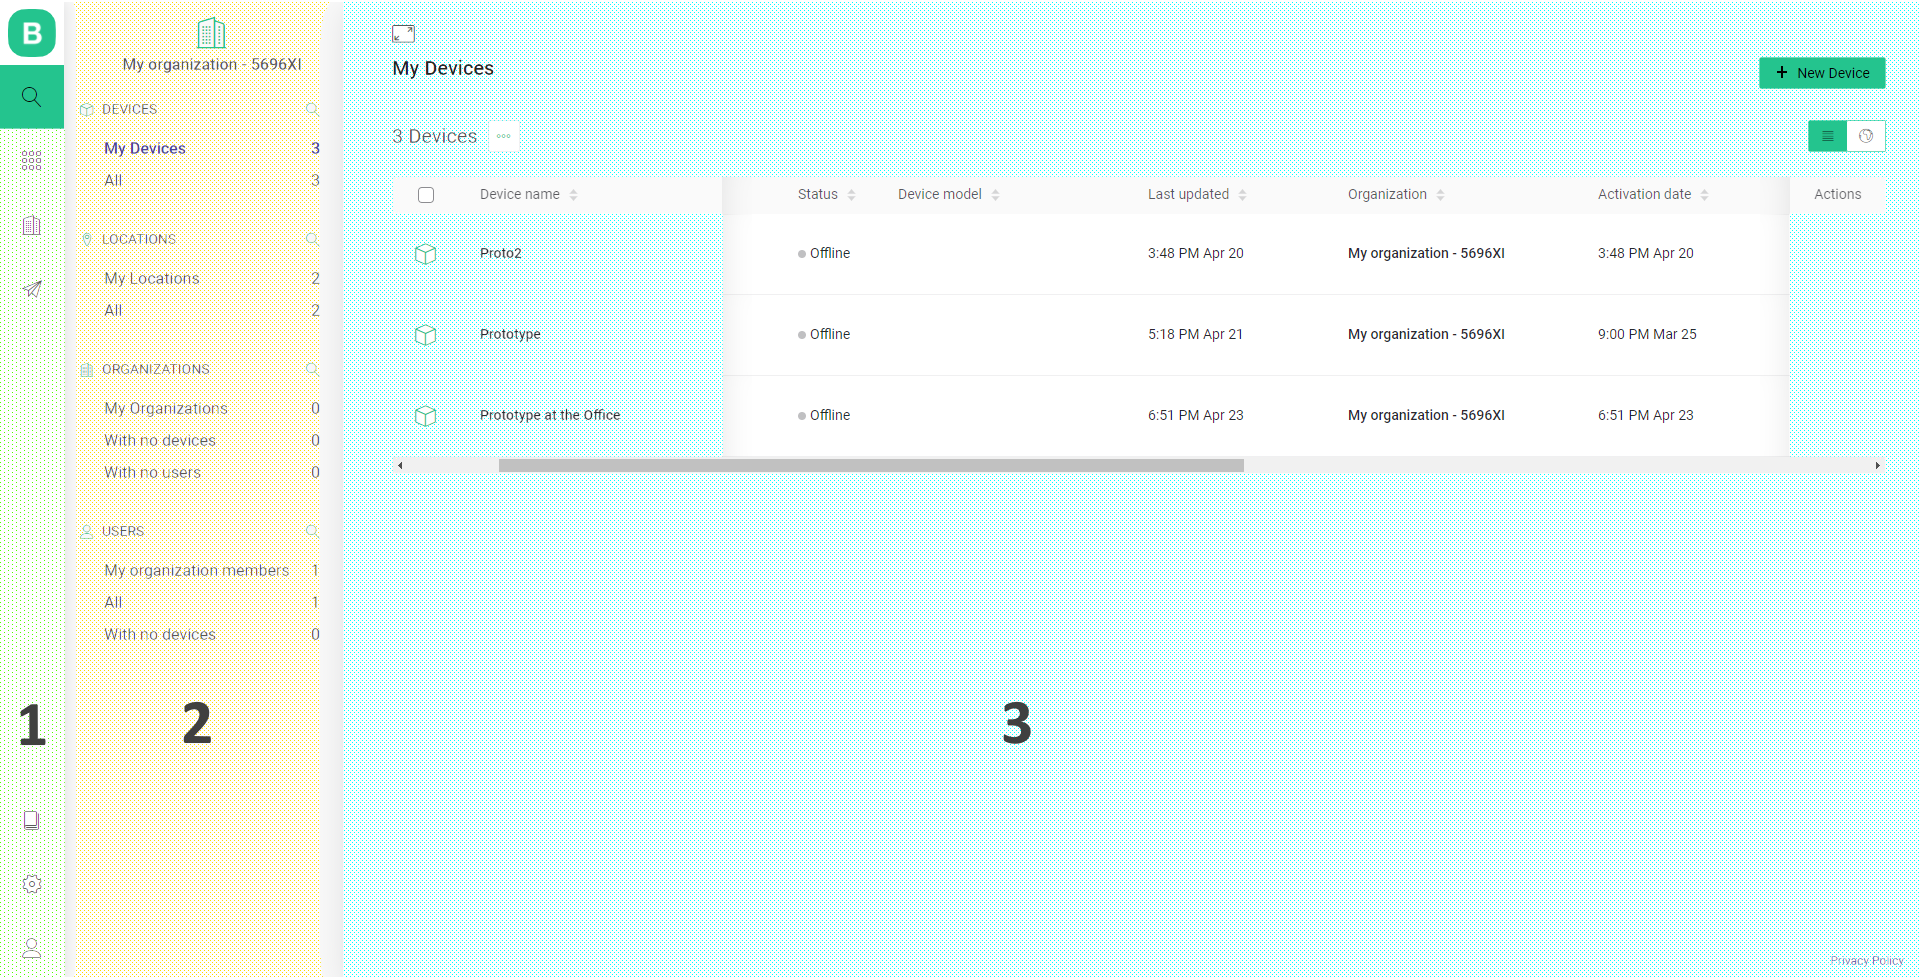 B
My organization - 5696XI
DEVICES
My Devices 3
All 3
LOCATIONS
My Locations 2
All 2
ORGANIZATIONS
My Organizations 0
With no devices 0
With no users 0
USERS
My organization members 1
All 1
With no devices 0
1
2
My Devices
+ New Device
3 Devices
Device name Status Device model Last updated Organization Activation date Actions
Proto2 Offline 3:48 PM Apr 20 My organization - 5696XI 3:48 PM Apr 20
Prototype Offline 5:18 PM Apr 21 My organization - 5696XI 9:00 PM Mar 25
Prototype at the Office Offline 6:51 PM Apr 23 My organization - 5696XI 6:51 PM Apr 23
3
Privacy Policy